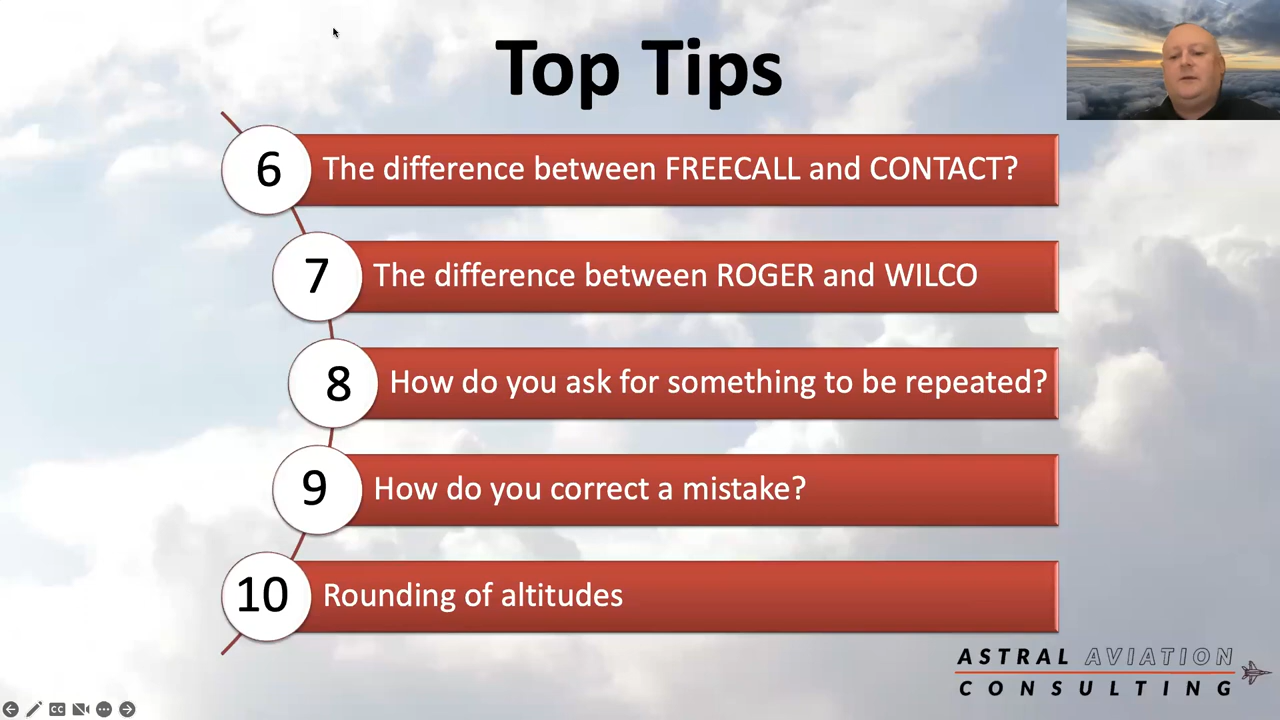 Top Tips
6 The difference between FREECALL and CONTACT?
7 The difference between ROGER and WILCO
8 How do you ask for something to be repeated?
9 How do you correct a mistake?
10 Rounding of altitudes
ASTRAL AVIATION
CONSULTING
CC